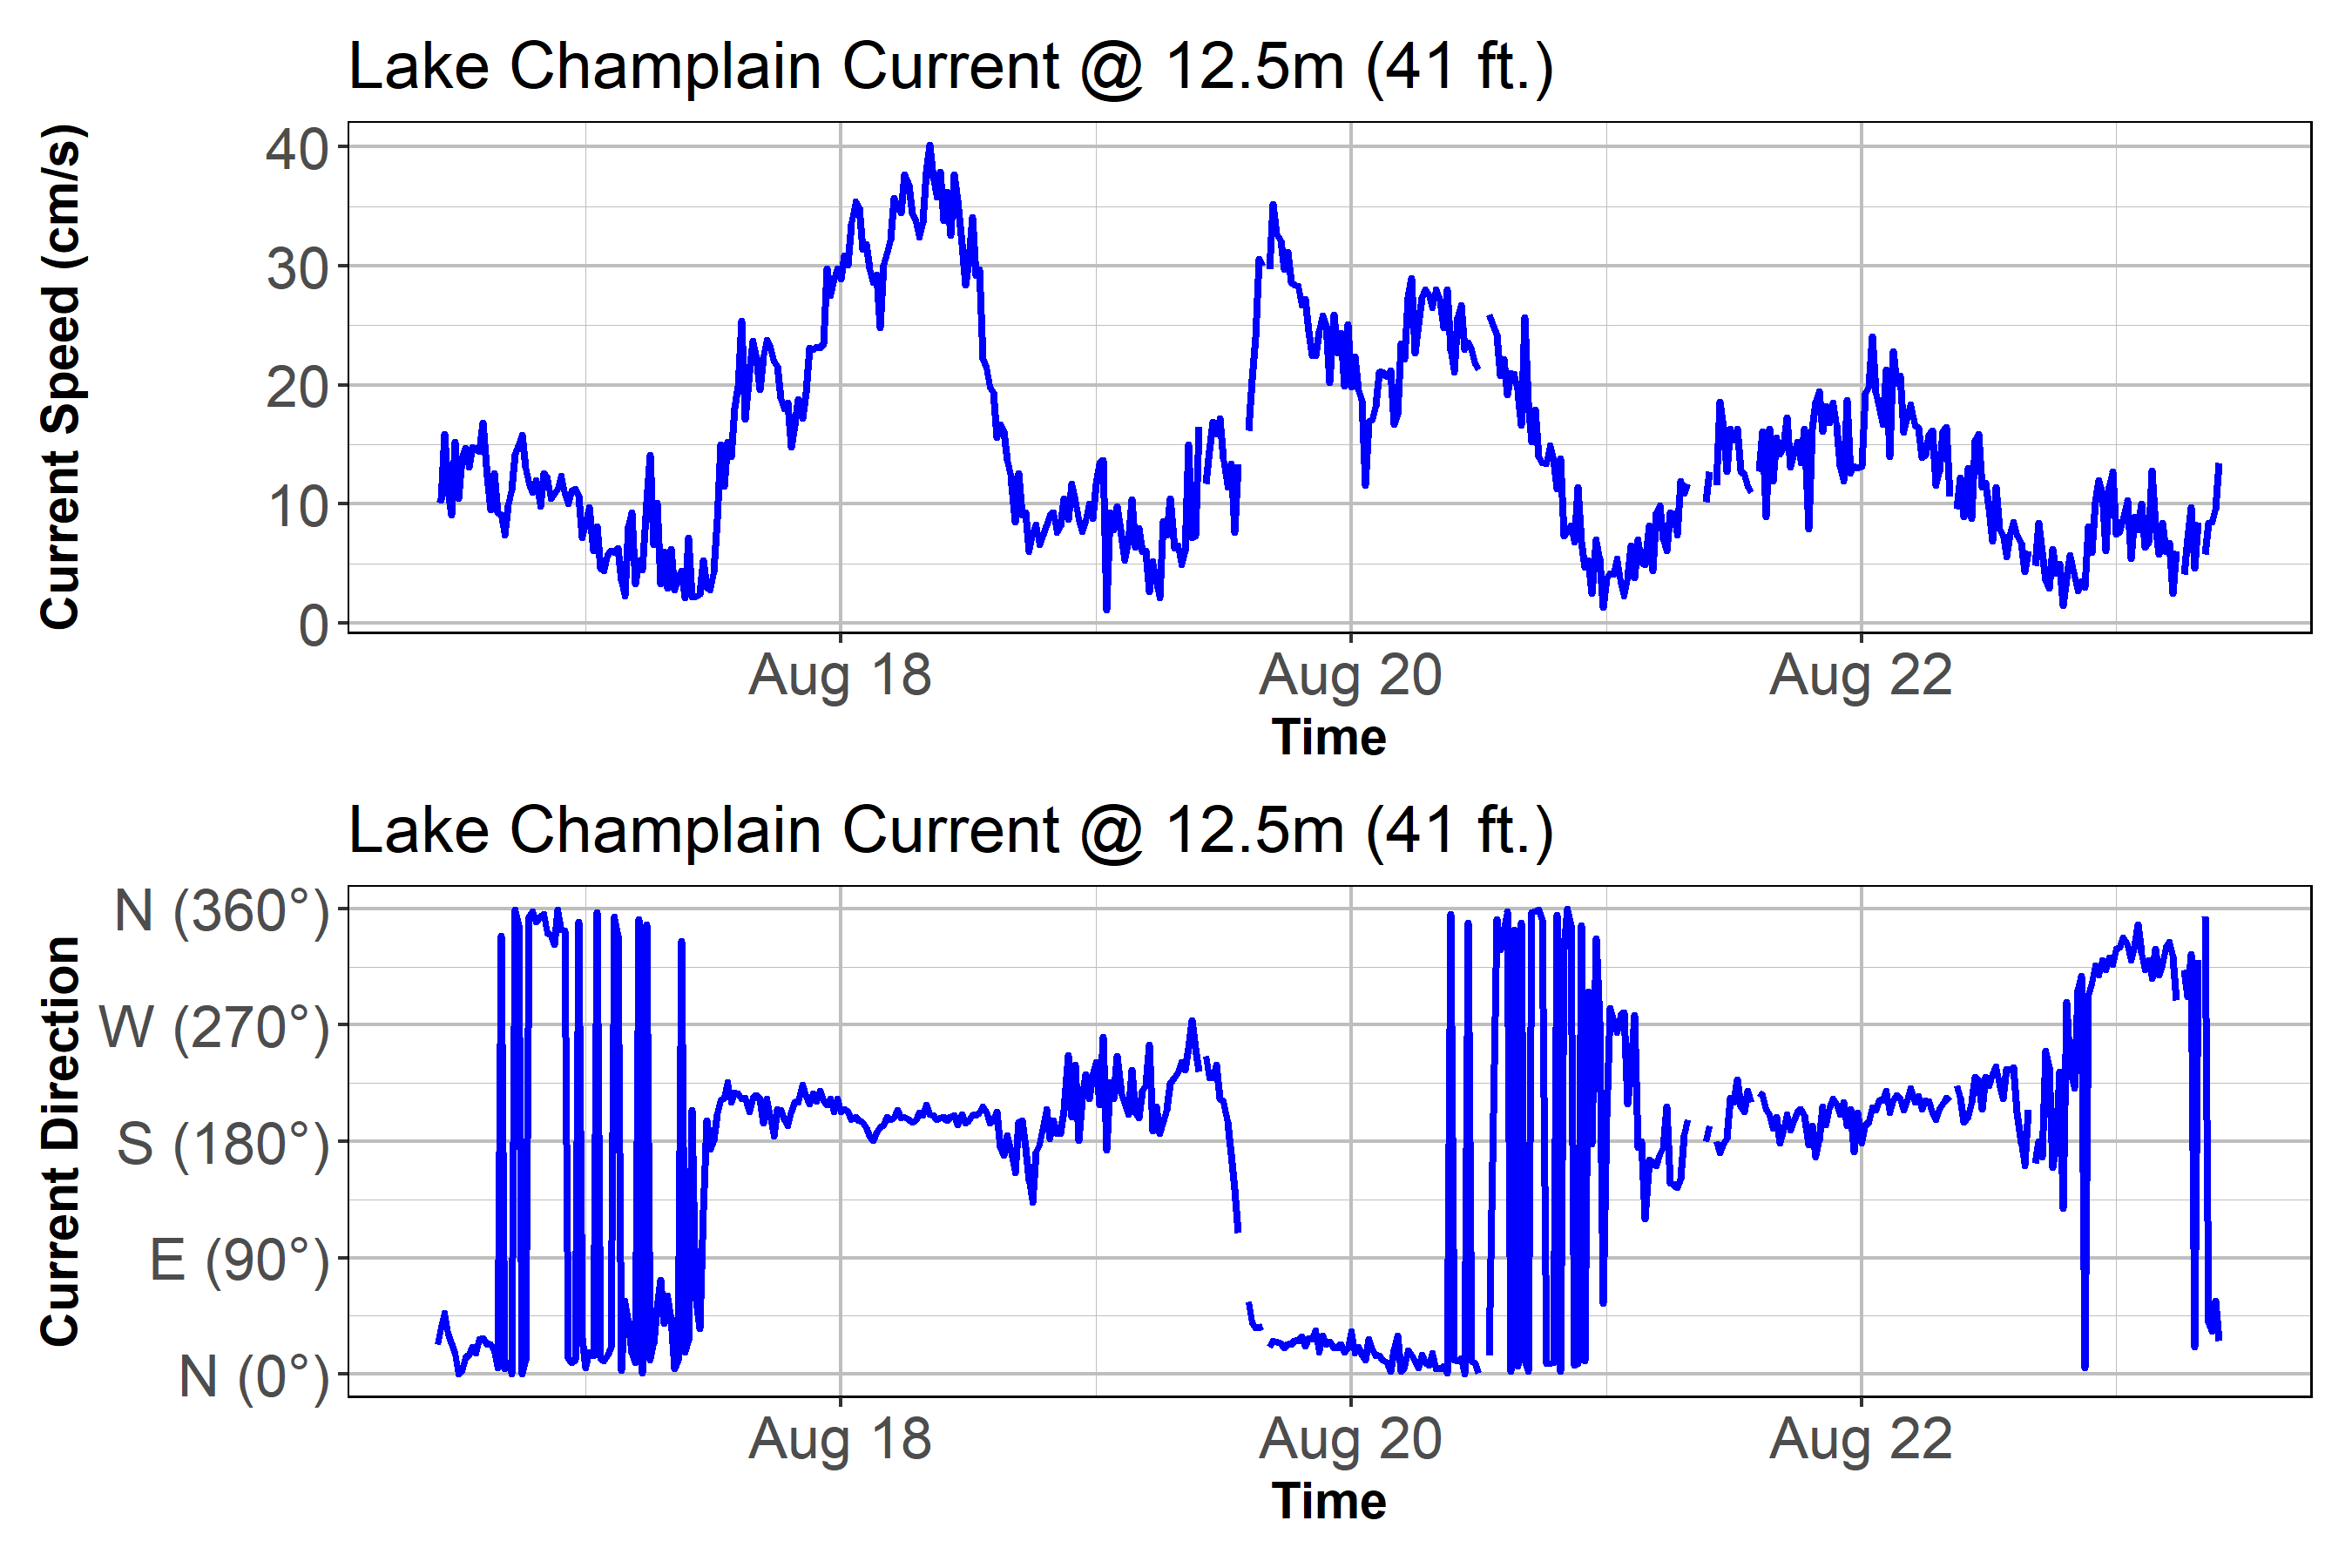 Lake Champlain Current @ 12.5m (41 ft.)
Current Speed (cm/s)
40
30
20
10
0
Aug 18 Aug 20 Aug 22
Time
Lake Champlain Current @ 12.5m (41 ft.)
Current Direction
N (360°)
W (270°)
S (180°)
E (90°)
N (0°)
Aug 18 Aug 20 Aug 22
Time